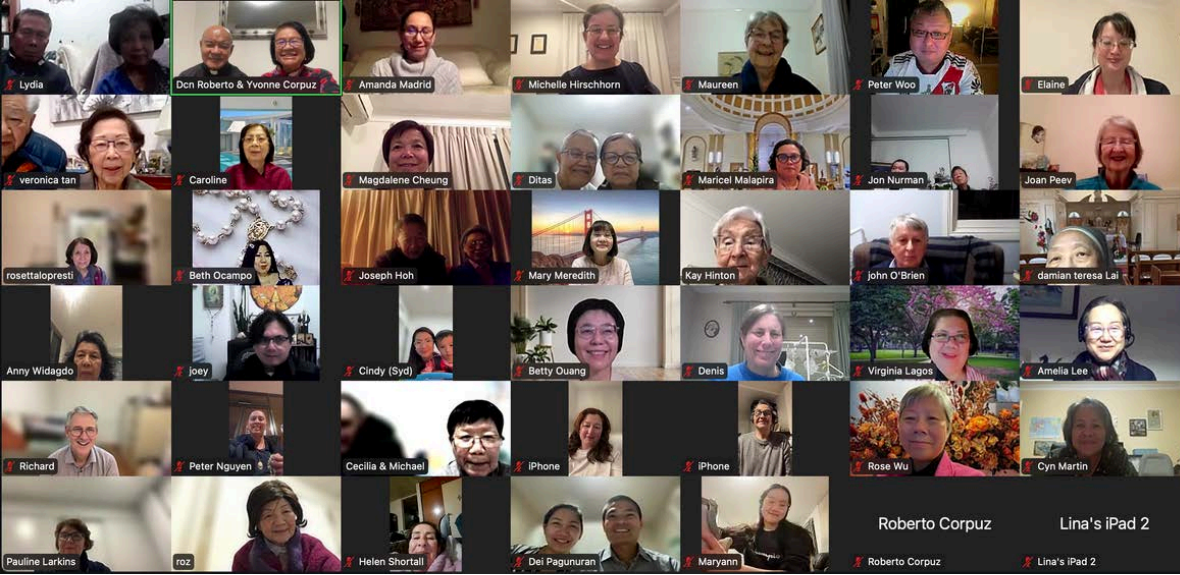 Lydia
Dcn Roberto & Yvonne Corpuz
Amanda Madrid
Michelle Hirschhorn
Maureen
Peter Woo
Elaine
veronica tan
Caroline
Magdalene Cheung
Ditas
Maricel Malapira
Jon Nurman
Joan Peev
rosettalopresti
Beth Ocampo
Joseph Hoh
Mary Meredith
Kay Hinton
john O'Brien
damian teresa Lai
Anny Widagdo
joey
Cindy (Syd)
Betty Ouang
Denis
Virginia Lagos
Amelia Lee
Richard
Peter Nguyen
Cecilia & Michael
iPhone
iPhone
Rose Wu
Cyn Martin
Pauline Larkins
roz
Helen Shortall
Dei Pagunuran
Maryann
Roberto Corpuz
Roberto Corpuz
Lina's iPad 2
Lina's iPad 2